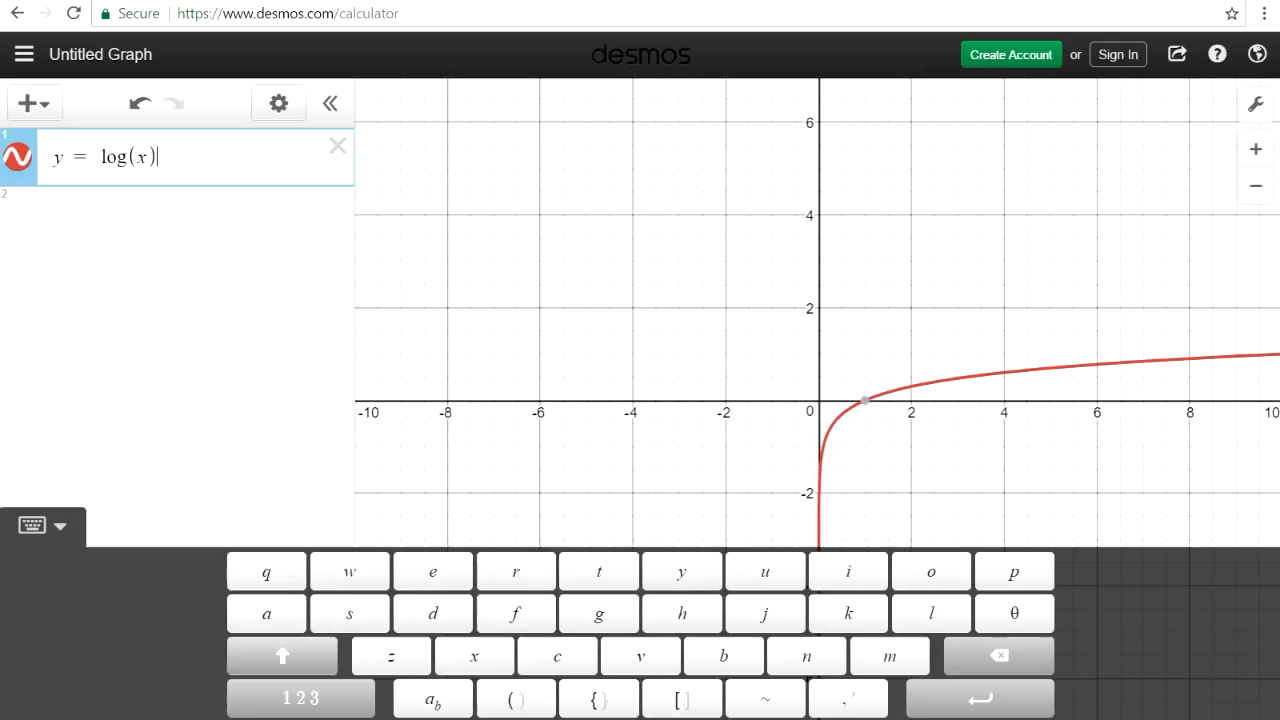 Secure https://www.desmos.com/calculator
Untitled Graph desmos Create Account or Sign In
1
y = log(x)
2
6
4
2
-10 -8 -6 -4 -2 0 2 4 6 8 10
-2
q w e r t y u i o p
a s d f g h j k l θ
z x c v b n m
1 2 3 a_b ( ) { } [ ] ~ , '